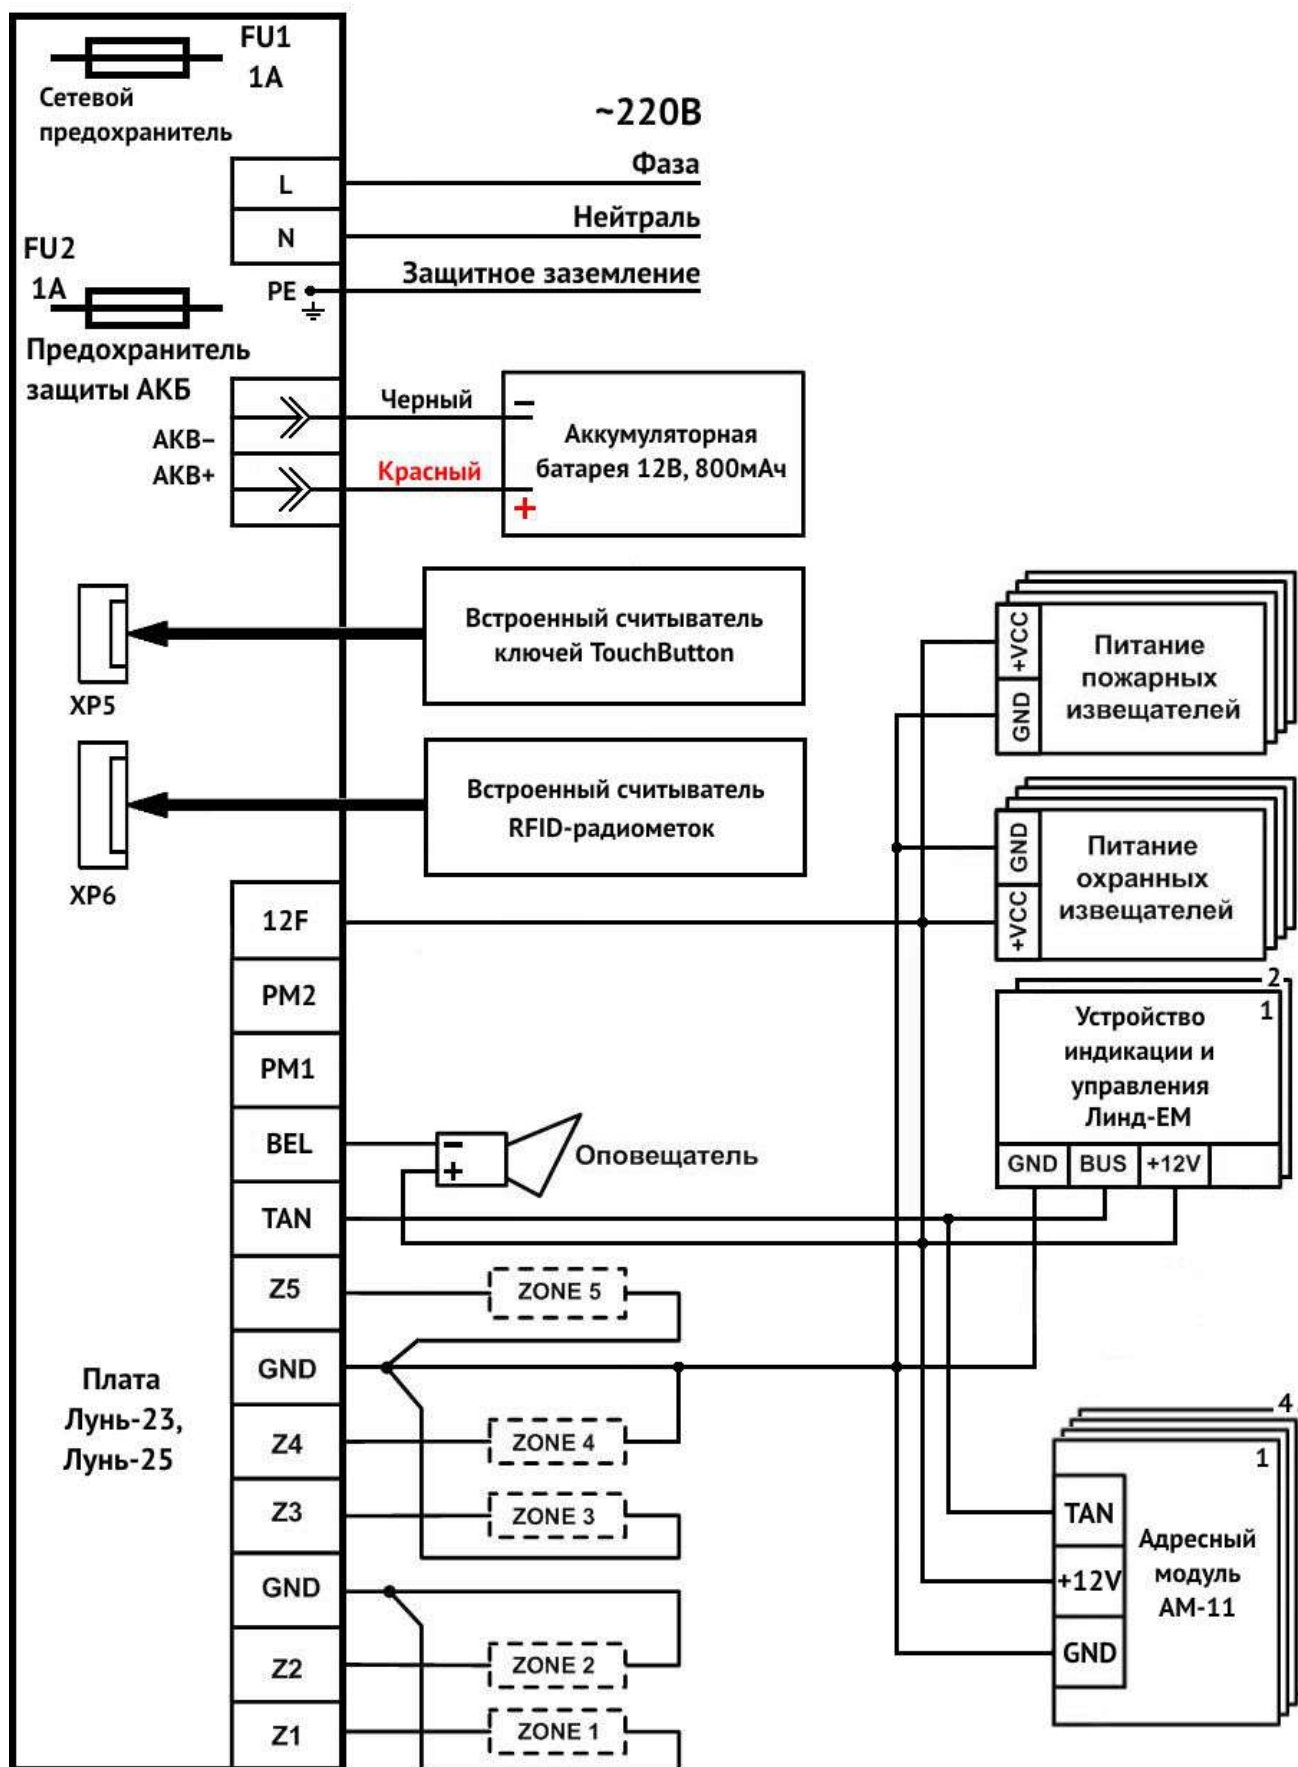 FU1
1А
Сетевой
предохранитель
~220В
Фаза
L
Нейтраль
N
FU2
1А
Защитное заземление
PE
Предохранитель
защиты АКБ
Черный
−
Аккумуляторная
батарея 12В, 800мАч
АКВ–
АКВ+
Красный
+
Встроенный считыватель
ключей TouchButton
XP5
+VCC
GND
Питание
пожарных
извещателей
Встроенный считыватель
RFID-радиометок
XP6
GND
+VCC
Питание
охранных
извещателей
12F
PM2
PM1
BEL
TAN
Z5
GND
Z4
Z3
GND
Z2
Z1
2
1
Устройство
индикации и
управления
Линд-ЕМ
GND BUS +12V
−
+
Оповещатель
ZONE 5
ZONE 4
ZONE 3
ZONE 2
ZONE 1
Плата
Лунь-23,
Лунь-25
4
1
TAN
+12V
GND
Адресный
модуль
АМ-11